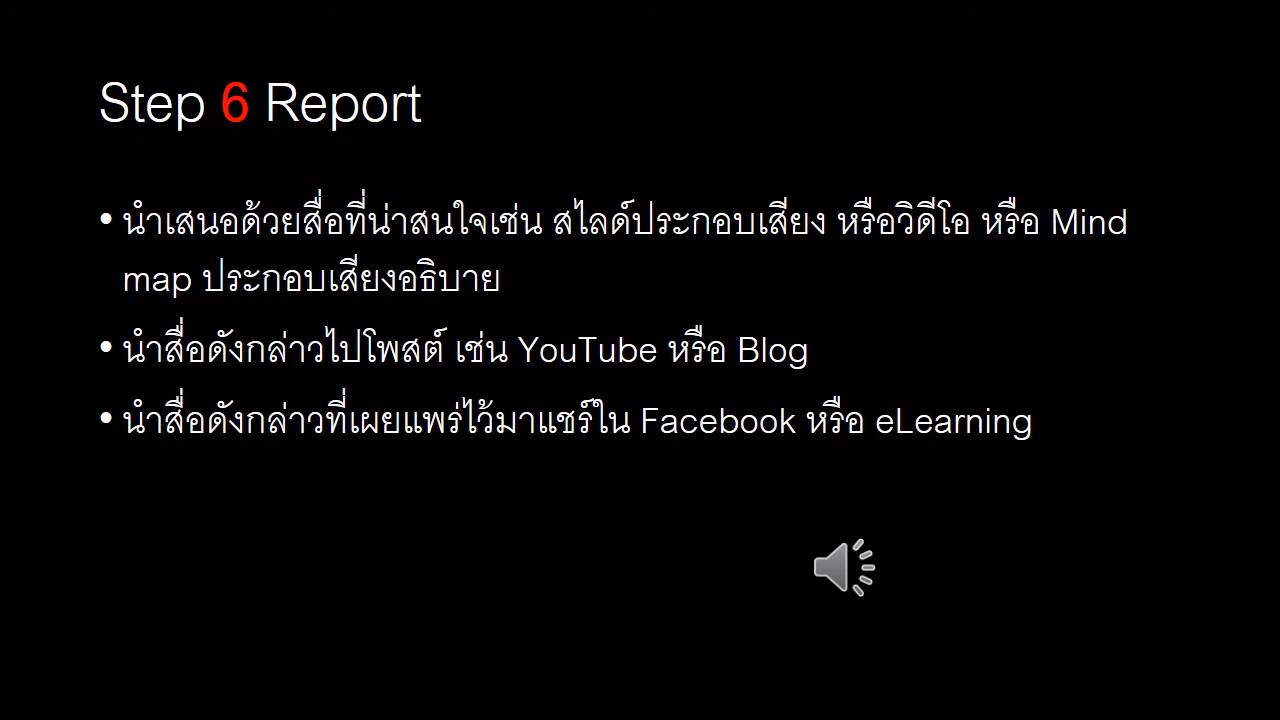 Step 6 Report
• นำเสนอด้วยสื่อที่น่าสนใจเช่น สไลด์ประกอบเสียง หรือวิดีโอ หรือ Mind
map ประกอบเสียงอธิบาย
• นำสื่อดังกล่าวไปโพสต์ เช่น YouTube หรือ Blog
• นำสื่อดังกล่าวที่เผยแพร่ไว้มาแชร์ใน Facebook หรือ eLearning